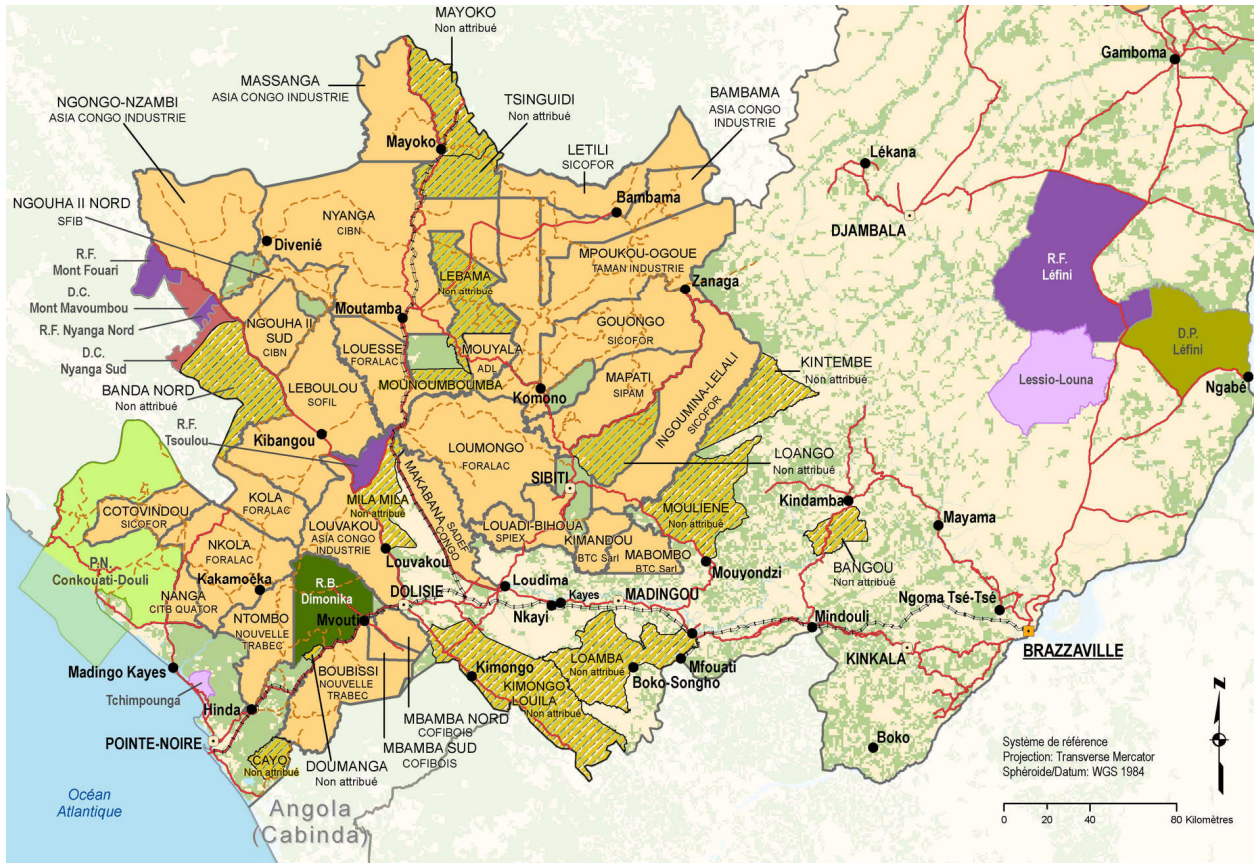 MAYOKO
Non attribué
MASSANGA
ASIA CONGO INDUSTRIE
NGONGO-NZAMBI
ASIA CONGO INDUSTRIE
TSINGUIDI
Non attribué
BAMBAMA
ASIA CONGO
INDUSTRIE
LETILI
SICOFOR
Gamboma
Mayoko
Lékana
Bambama
DJAMBALA
NGOUHA II NORD
SFIB
NYANGA
CIBN
Divenié
R.F.
Mont Fouari
D.C.
Mont Mavoumbou
R.F. Nyanga Nord
D.C.
Nyanga Sud
BANDA NORD
Non attribué
R.F.
Tsoulou
LEBAMA
Non attribué
MPOUKOU-OGOUE
TAMAN INDUSTRIE
Zanaga
R.F.
Léfini
D.P.
Léfini
Lessio-Louna
Ngabé
Moutamba
NGOUHA II
SUD
CIBN
LOUESSE
FORALAC
MOUYALA
ADL
MOUNOUMBOUMBA
GOUONGO
SICOFOR
MAPATI
SIPAM
INGOUMINA-LELALI
SICOFOR
KINTEMBE
Non attribué
LEBOULOU
SOFIL
Komono
Kibangou
LOUMONGO
FORALAC
SIBITI
LOANGO
Non attribué
MAKABANA
SADEF
CONGO
MILA MILA
Non attribué
MOULIENE
Non attribué
Kindamba
Mayama
COTOVINDOU
SICOFOR
KOLA
FORALAC
LOUVAKOU
ASIA CONGO
INDUSTRIE
LOUADI-BIHOUA
SPIEX
KIMANDOU
BTC Sarl
MABOMBO
BTC Sarl
BANGOU
Non attribué
NKOLA
FORALAC
P.N.
Conkouati-Douli
Kakamoëka
NANGA
CITB QUATOR
R.B.
Dimonika
Louvakou
DOLISIE
Loudima
Kayes
Nkayi
MADINGOU
Mouyondzi
Ngoma Tsé-Tsé
Mindouli
BRAZZAVILLE
KINKALA
NTOMBO
NOUVELLE
TRABEC
Mvouti
BOUBISSI
NOUVELLE
TRABEC
Kimongo
KIMONGO
LOUILA
Non attribué
LOAMBA
Non attribué
Boko-Songho
Mfouati
Madingo Kayes
Tchimpounga
Hinda
POINTE-NOIRE
CAYO
Non attribué
DOUMANGA
Non attribué
MBAMBA NORD
COFIBOIS
MBAMBA SUD
COFIBOIS
Boko
Océan
Atlantique
Angola
(Cabinda)
N
Système de référence
Projection: Transverse Mercator
Sphéroide/Datum: WGS 1984
0 20 40 80 Kilomètres